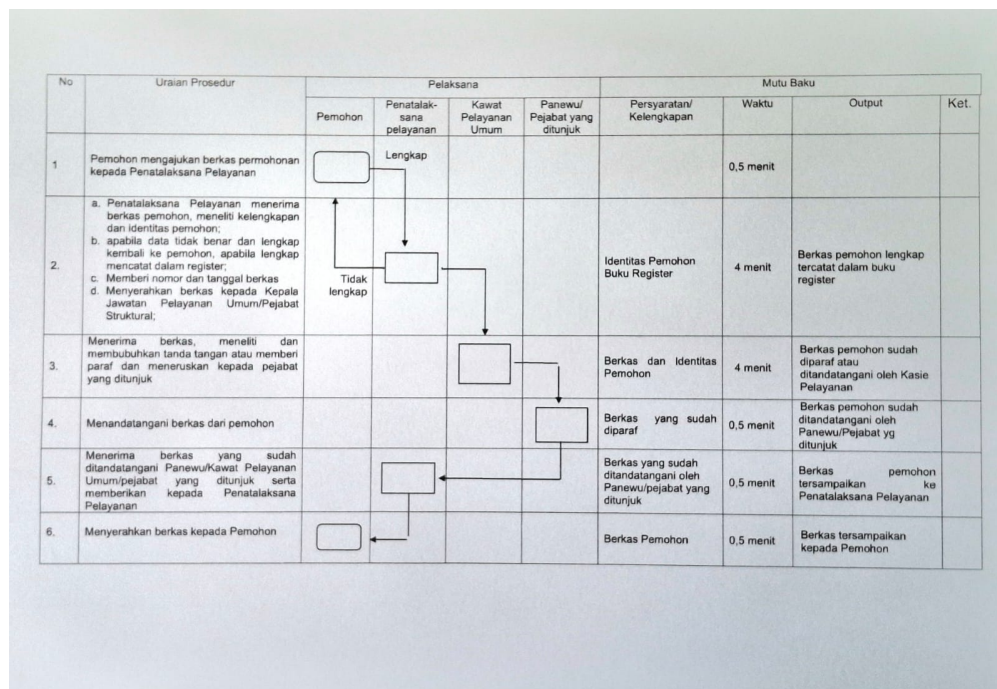 No Uraian Prosedur Pelaksana Mutu Baku
Pemohon Penatalak-
sana
pelayanan
Kawat
Pelayanan
Umum
Panewu/
Pejabat yang
ditunjuk
Persyaratan/
Kelengkapan
Waktu
Output
Ket.
1
Pemohon mengajukan berkas permohonan
kepada Penatalaksana Pelayanan
Lengkap
0,5 menit
2.
a. Penatalaksana Pelayanan menerima
berkas pemohon, meneliti kelengkapan
dan identitas pemohon;
b. apabila data tidak benar dan lengkap
kembali ke pemohon, apabila lengkap
mencatat dalam register;
c. Memberi nomor dan tanggal berkas
d. Menyerahkan berkas kepada Kepala
Jawatan Pelayanan Umum/Pejabat
Struktural;
Tidak
lengkap
Identitas Pemohon
Buku Register
4 menit
Berkas pemohon lengkap
tercatat dalam buku
register
3.
Menerima berkas, meneliti dan
membubuhkan tanda tangan atau memberi
paraf dan meneruskan kepada pejabat
yang ditunjuk
Berkas dan Identitas
Pemohon
4 menit
Berkas pemohon sudah
diparaf atau
ditandatangani oleh Kasie
Pelayanan
4.
Menandatangani berkas dari pemohon
Berkas yang sudah
diparaf
0,5 menit
Berkas pemohon sudah
ditandatangani oleh
Panewu/Pejabat yg
ditunjuk
5.
Menerima berkas yang sudah
ditandatangani Panewu/Kawat Pelayanan
Umum/pejabat yang ditunjuk serta
memberikan kepada Penatalaksana
Pelayanan
Berkas yang sudah
ditandatangani oleh
Panewu/pejabat yang
ditunjuk
0,5 menit
Berkas pemohon
tersampaikan ke
Penatalaksana Pelayanan
6.
Menyerahkan berkas kepada Pemohon
Berkas Pemohon
0,5 menit
Berkas tersampaikan
kepada Pemohon